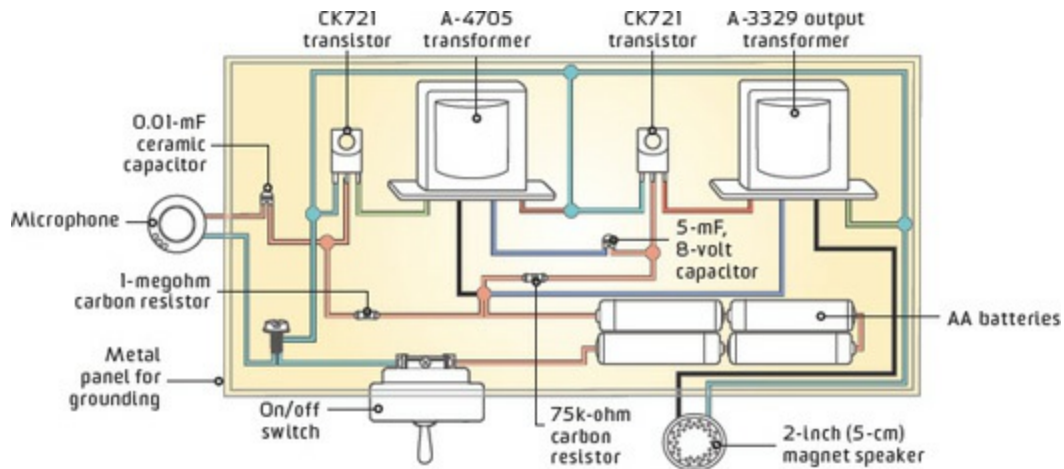 CK721
transistor
A-4705
transformer
CK721
transistor
A-3329 output
transformer
0.01-mF
ceramic
capacitor
Microphone
5-mF,
8-volt
capacitor
1-megohm
carbon resistor
AA batteries
Metal
panel for
grounding
On/off
switch
75k-ohm
carbon
resistor
2-inch (5-cm)
magnet speaker